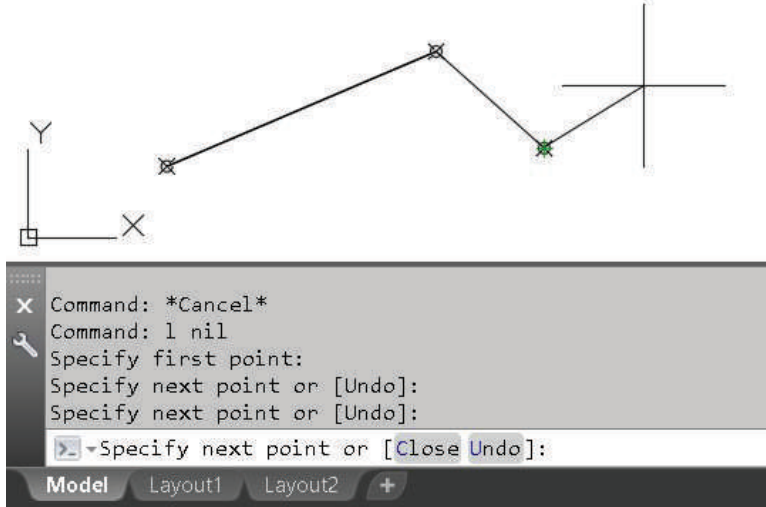 Y
X
Command: *Cancel*
Command: l nil
Specify first point:
Specify next point or [Undo]:
Specify next point or [Undo]:
Specify next point or [Close Undo]:
Model Layout1 Layout2 +